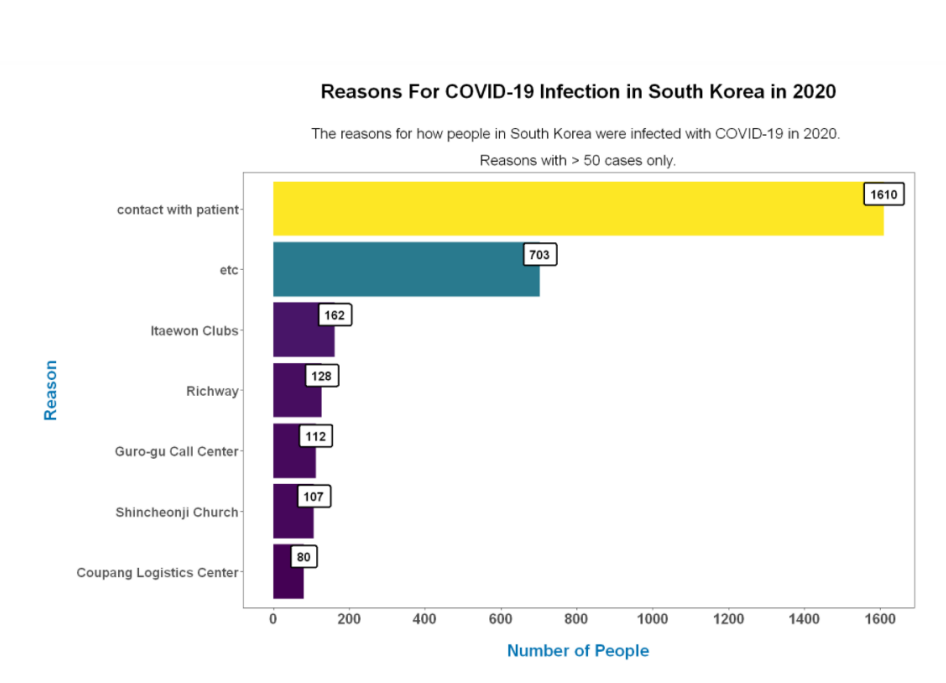 Reasons For COVID-19 Infection in South Korea in 2020
The reasons for how people in South Korea were infected with COVID-19 in 2020.
Reasons with > 50 cases only.
Reason
contact with patient 1610
etc 703
Itaewon Clubs 162
Richway 128
Guro-gu Call Center 112
Shincheonji Church 107
Coupang Logistics Center 80
0 200 400 600 800 1000 1200 1400 1600
Number of People